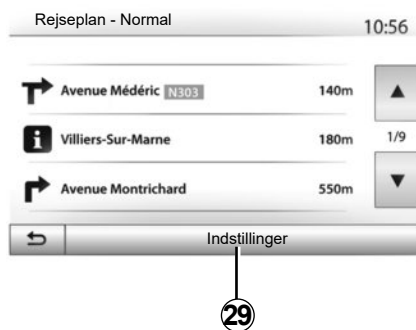 Rejseplan - Normal
10:56
Avenue Médéric N303 140m
i Villiers-Sur-Marne 180m
1/9
Avenue Montrichard 550m
Indstillinger
29